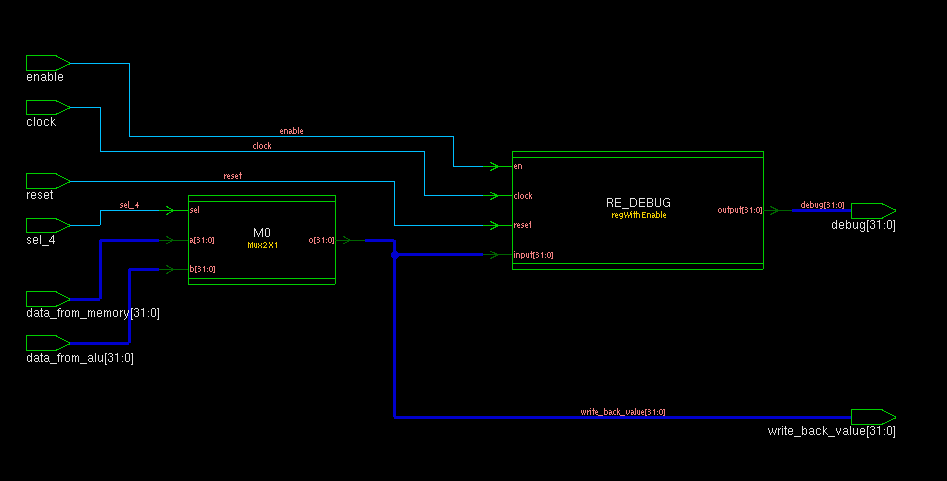 enable
clock
enable
clock
reset
reset
sel_4
sel_4
data_from_memory[31:0]
data_from_alu[31:0]
sel
a[31:0]
b[31:0]
M0
Mux2X1
o[31:0]
en
clock
reset
input[31:0]
RE_DEBUG
regWithEnable
output[31:0]
debug[31:0]
debug[31:0]
write_back_value[31:0]
write_back_value[31:0]